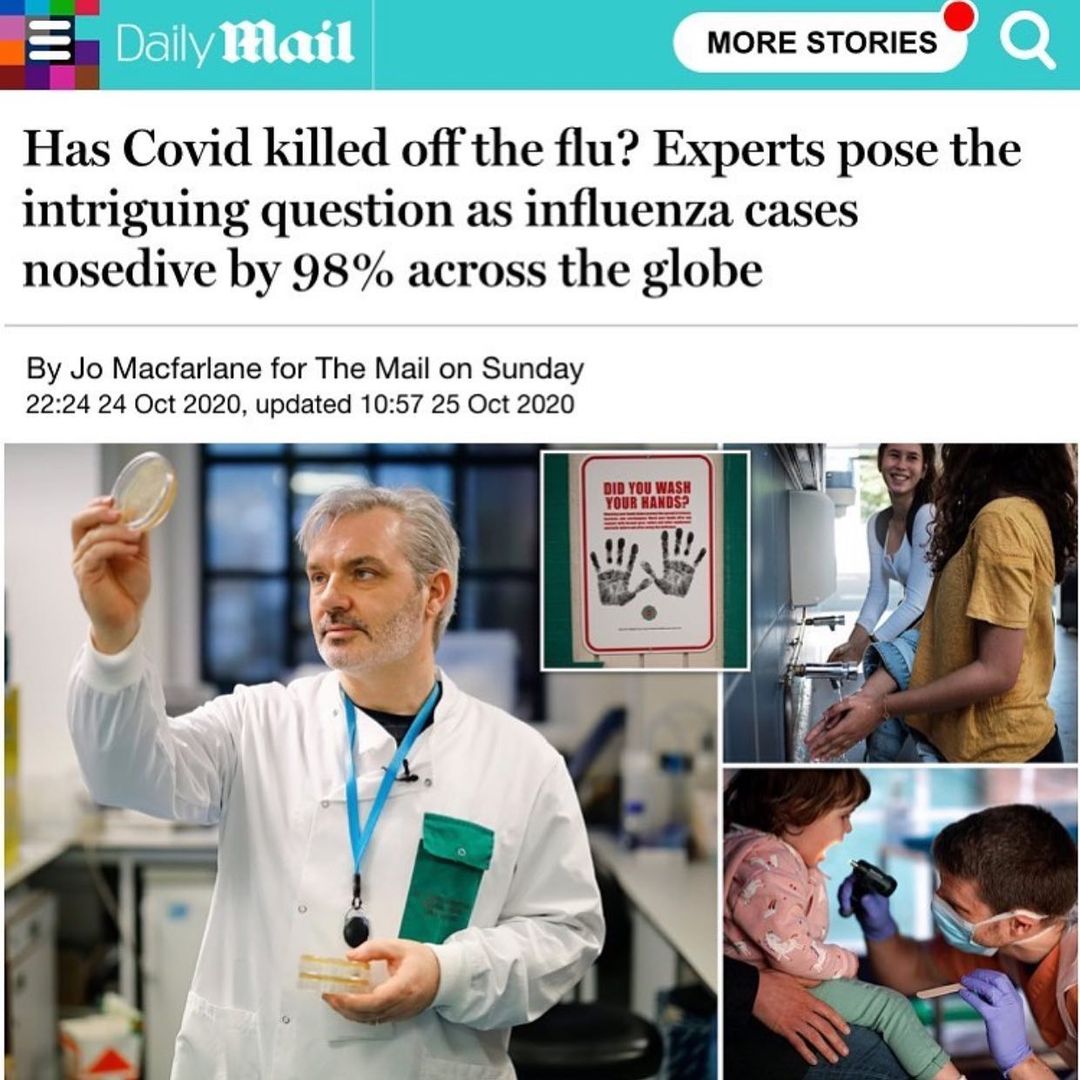 Daily Mail
MORE STORIES
Has Covid killed off the flu? Experts pose the
intriguing question as influenza cases
nosedive by 98% across the globe
By Jo Macfarlane for The Mail on Sunday
22:24 24 Oct 2020, updated 10:57 25 Oct 2020
DID YOU WASH
YOUR HANDS?